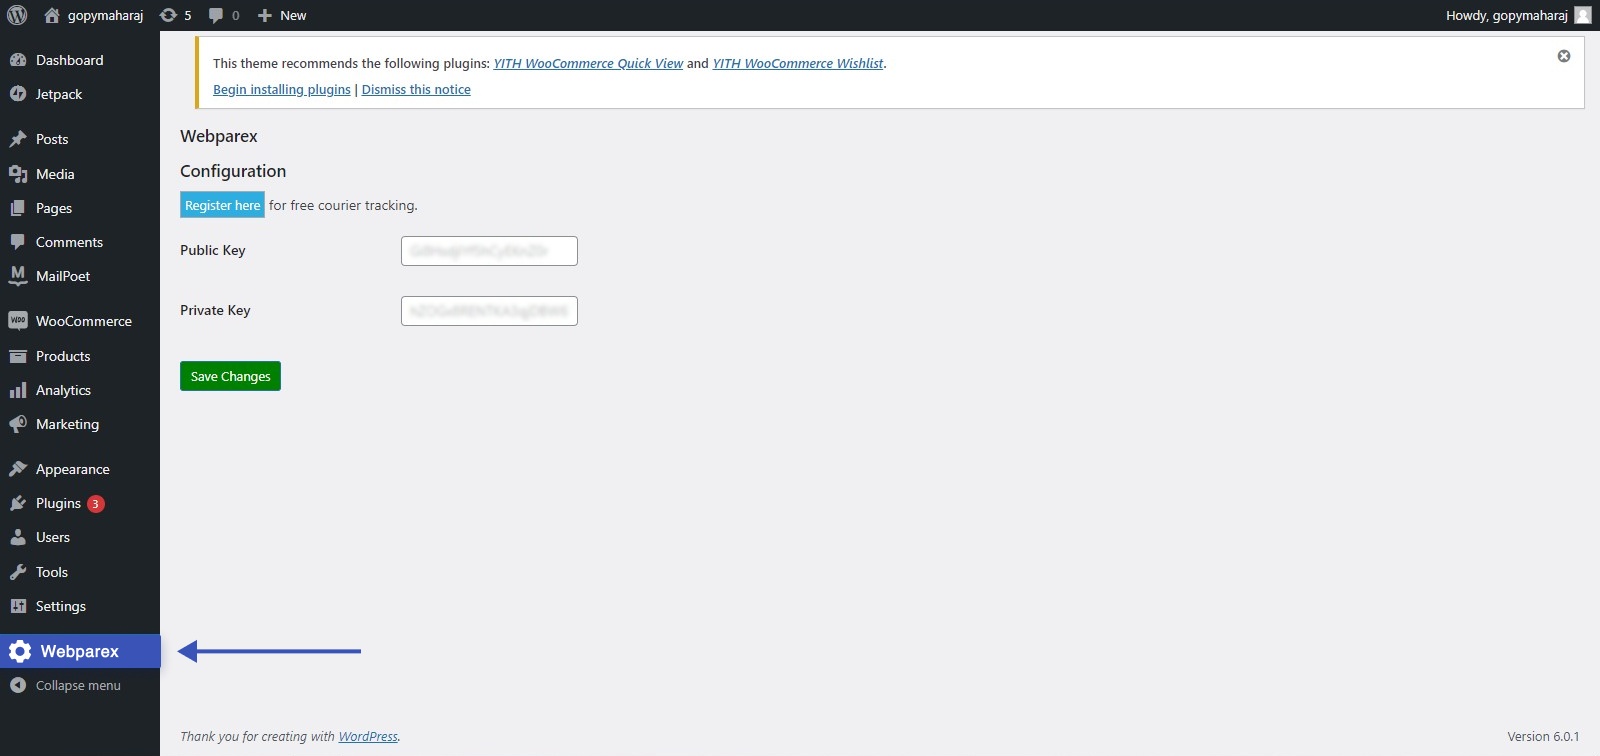 gopymaharaj 5 0 New Howdy, gopymaharaj
Dashboard
Jetpack
Posts
Media
Pages
Comments
MailPoet
WooCommerce
Products
Analytics
Marketing
Appearance
Plugins 3
Users
Tools
Settings
Webparex
Collapse menu
This theme recommends the following plugins: YITH WooCommerce Quick View and YITH WooCommerce Wishlist.
Begin installing plugins | Dismiss this notice
Webparex
Configuration
Register here for free courier tracking.
Public Key
Private Key
Save Changes
Thank you for creating with WordPress. Version 6.0.1